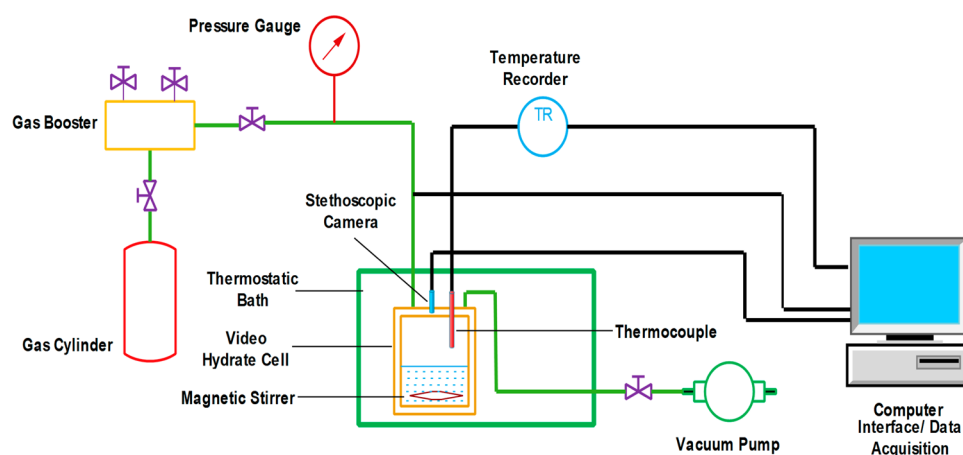 Pressure Gauge
Temperature
Recorder
TR
Gas Booster
Stethoscopic
Camera
Thermostatic
Bath
Gas Cylinder
Video
Hydrate Cell
Thermocouple
Magnetic Stirrer
Vacuum Pump
Computer
Interface/ Data
Acquisition